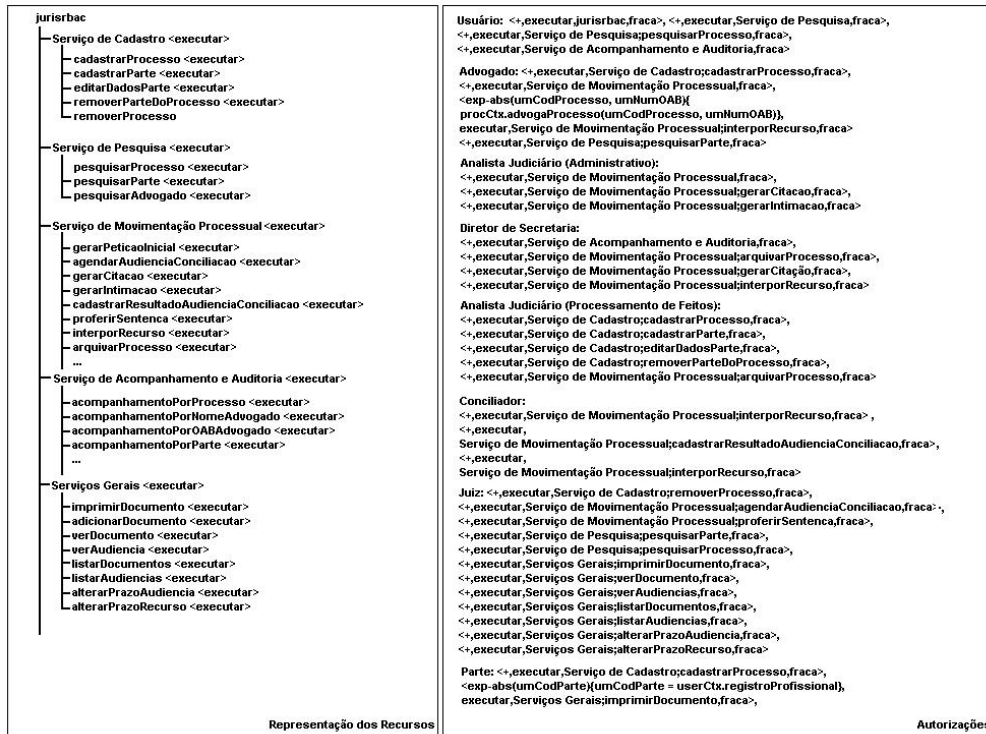 jurisrbac
Serviço de Cadastro <executar>
cadastrarProcesso <executar>
cadastrarParte <executar>
editarDadosParte <executar>
removerParteDoProcesso <executar>
removerProcesso
Serviço de Pesquisa <executar>
pesquisarProcesso <executar>
pesquisarParte <executar>
pesquisarAdvogado <executar>
Serviço de Movimentação Processual <executar>
gerarPeticaoInicial <executar>
agendarAudienciaConciliacao <executar>
gerarCitacao <executar>
gerarIntimacao <executar>
cadastrarResultadoAudienciaConciliacao <executar>
proferirSentenca <executar>
interporRecurso <executar>
arquivarProcesso <executar>
...
Serviço de Acompanhamento e Auditoria <executar>
acompanhamentoPorProcesso <executar>
acompanhamentoPorNomeAdvogado <executar>
acompanhamentoPorOABAdvogado <executar>
acompanhamentoPorParte <executar>
...
Serviços Gerais <executar>
imprimirDocumento <executar>
adicionarDocumento <executar>
verDocumento <executar>
verAudiencia <executar>
listarDocumentos <executar>
listarAudiencias <executar>
alterarPrazoAudiencia <executar>
alterarPrazoRecurso <executar>
Representação dos Recursos
Usuário: <+,executar,jurisrbac,fraca>, <+,executar,Serviço de Pesquisa,fraca>,
<+,executar,Serviço de Pesquisa;pesquisarProcesso,fraca>,
<+,executar,Serviço de Acompanhamento e Auditoria,fraca>
Advogado: <+,executar,Serviço de Cadastro;cadastrarProcesso,fraca>,
<+,executar,Serviço de Movimentação Processual,fraca>,
<exp-abs(umCodProcesso, umNumOAB){
procCtx.advogaProcesso(umCodProcesso, umNumOAB)},
executar,Serviço de Movimentação Processual;interporRecurso,fraca>
<+,executar,Serviço de Pesquisa;pesquisarParte,fraca>
Analista Judiciário (Administrativo):
<+,executar,Serviço de Movimentação Processual,fraca>,
<+,executar,Serviço de Movimentação Processual;gerarCitacao,fraca>,
<+,executar,Serviço de Movimentação Processual;gerarIntimacao,fraca>
Diretor de Secretaria:
<+,executar,Serviço de Acompanhamento e Auditoria,fraca>,
<+,executar,Serviço de Movimentação Processual;arquivarProcesso,fraca>,
<+,executar,Serviço de Movimentação Processual;gerarCitação,fraca>,
<+,executar,Serviço de Movimentação Processual;interporRecurso,fraca>
Analista Judiciário (Processamento de Feitos):
<+,executar,Serviço de Cadastro;cadastrarProcesso,fraca>,
<+,executar,Serviço de Cadastro;cadastrarParte,fraca>,
<+,executar,Serviço de Cadastro;editarDadosParte,fraca>,
<+,executar,Serviço de Cadastro;removerParteDoProcesso,fraca>,
<+,executar,Serviço de Movimentação Processual;arquivarProcesso,fraca>
Conciliador:
<+,executar,Serviço de Movimentação Processual;interporRecurso,fraca> ,
<+,executar,
Serviço de Movimentação Processual;cadastrarResultadoAudienciaConciliacao,fraca>,
<+,executar,
Serviço de Movimentação Processual;interporRecurso,fraca>
Juiz: <+,executar,Serviço de Cadastro;removerProcesso,fraca>,
<+,executar,Serviço de Movimentação Processual;agendarAudienciaConciliacao,fraca>,
<+,executar,Serviço de Movimentação Processual;proferirSentenca,fraca>,
<+,executar,Serviço de Pesquisa;pesquisarParte,fraca>,
<+,executar,Serviço de Pesquisa;pesquisarProcesso,fraca>,
<+,executar,Serviços Gerais;imprimirDocumento,fraca>,
<+,executar,Serviços Gerais;verDocumento,fraca>,
<+,executar,Serviços Gerais;verAudiencias,fraca>,
<+,executar,Serviços Gerais;listarDocumentos,fraca>,
<+,executar,Serviços Gerais;listarAudiencias,fraca>,
<+,executar,Serviços Gerais;alterarPrazoAudiencia,fraca>,
<+,executar,Serviços Gerais;alterarPrazoRecurso,fraca>
Parte: <+,executar,Serviço de Cadastro;cadastrarProcesso,fraca>,
<exp-abs(umCodParte){umCodParte = userCtx.registroProfissional},
executar,Serviços Gerais;imprimirDocumento,fraca>,
Autorizações